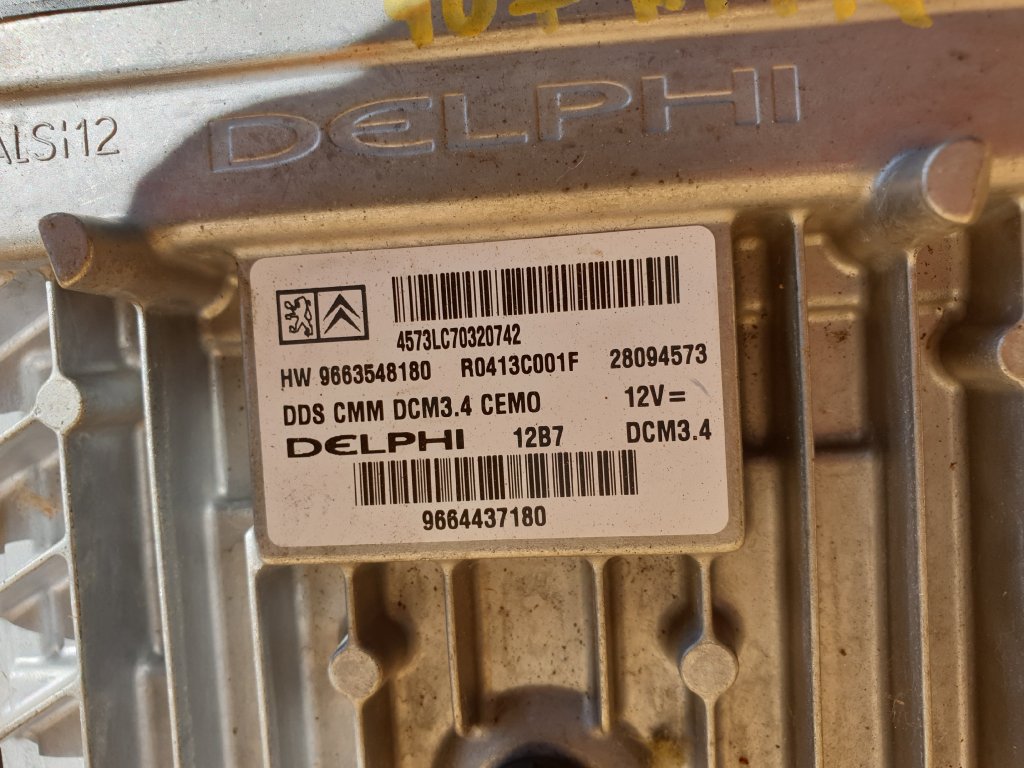 DELPHI
ALSi12
4573LC70320742
HW 9663548180 R0413C001F 28094573
DDS CMM DCM3.4 CEMO 12V=
DELPHI 12B7 DCM3.4
9664437180